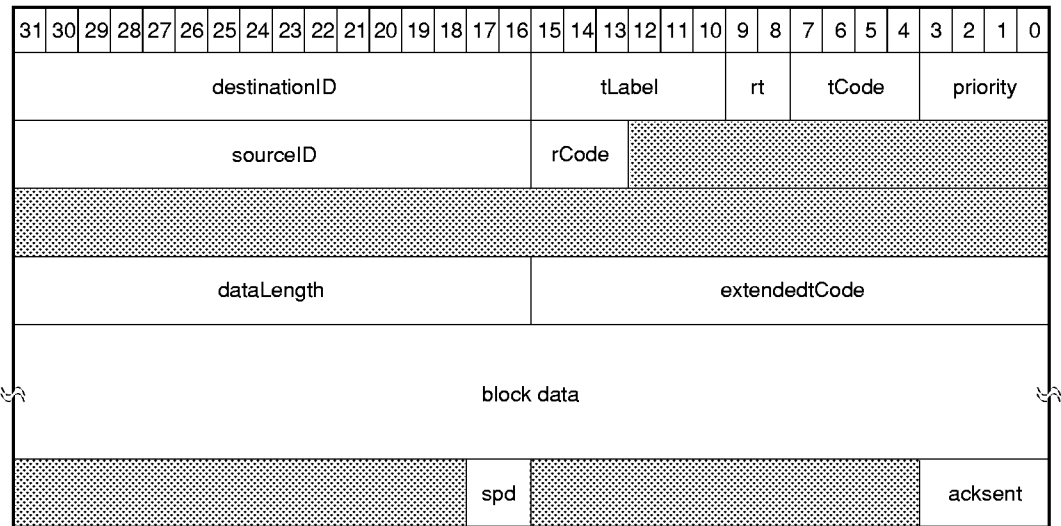 31 30 29 28 27 26 25 24 23 22 21 20 19 18 17 16 15 14 13 12 11 10 9 8 7 6 5 4 3 2 1 0
destinationID tLabel rt tCode priority
sourceID rCode
dataLength extendedtCode
block data
spd acksent